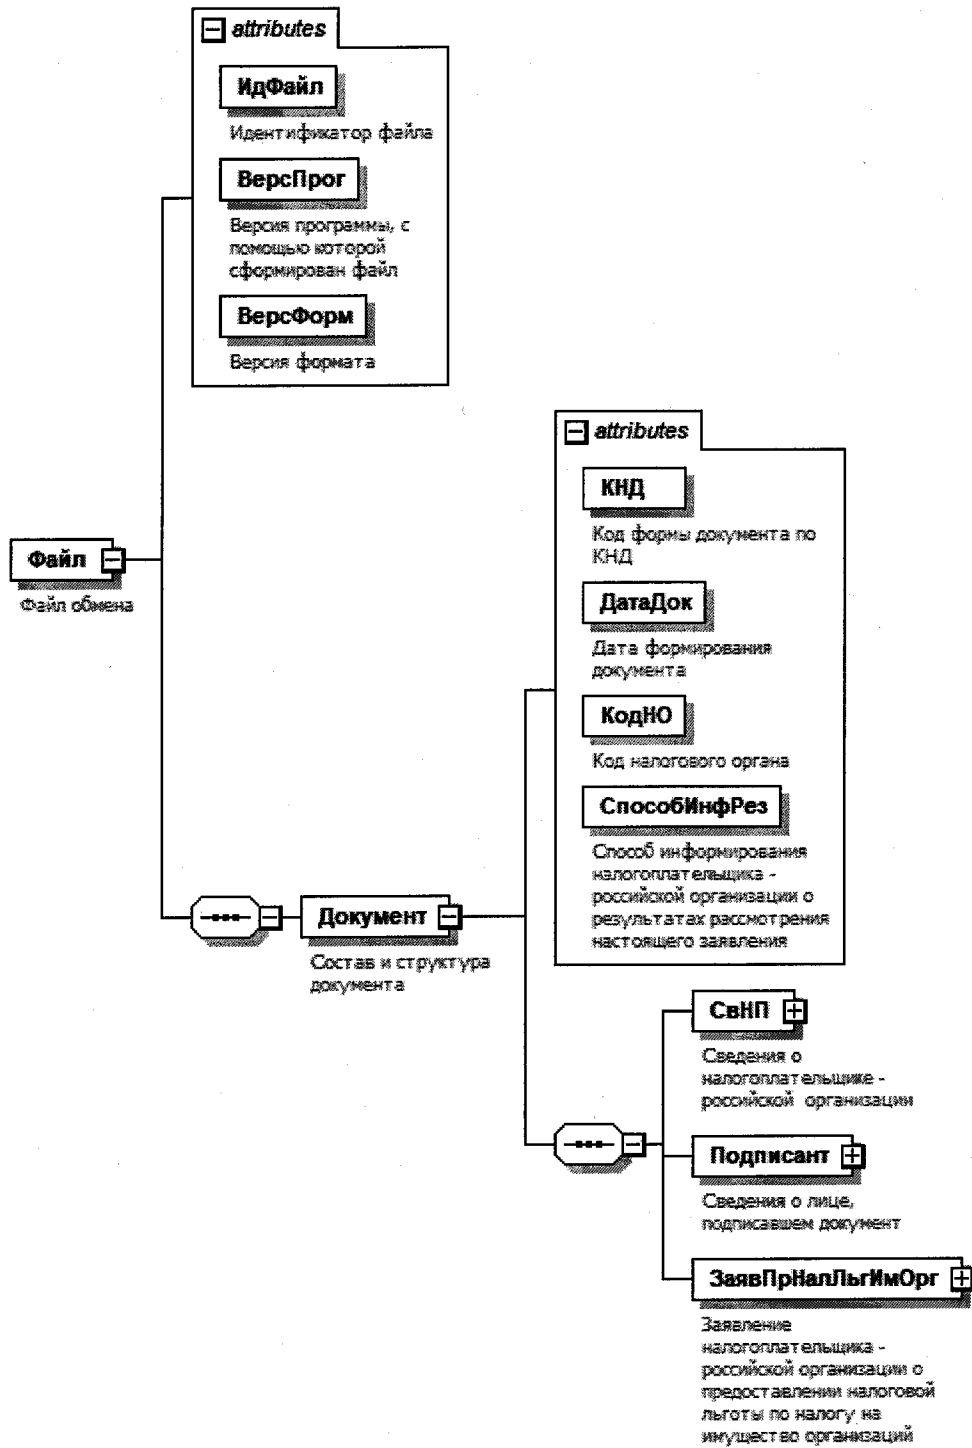 attributes
ИдФайл
Идентификатор файла
ВерсПрог
Версия программы, с
помощью которой
сформирован файл
ВерсФорм
Версия формата
attributes
КНД
Код формы документа по
КНД
ДатаДок
Дата формирования
документа
КодНО
Код налогового органа
СпособИнфРез
Способ информирования
налогоплательщика -
российской организации о
результатах рассмотрения
настоящего заявления
Файл
Файл обмена
Документ
Состав и структура
документа
СвНП
Сведения о
налогоплательщике -
российской организации
Подписант
Сведения о лице,
подписавшем документ
ЗаявПрНалЛьгИмОрг
Заявление
налогоплательщика -
российской организации о
предоставлении налоговой
льготы по налогу на
имущество организаций